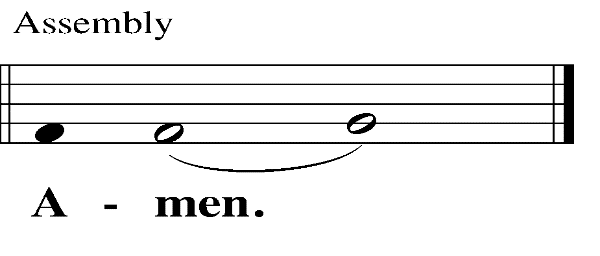 Assembly
A - men.